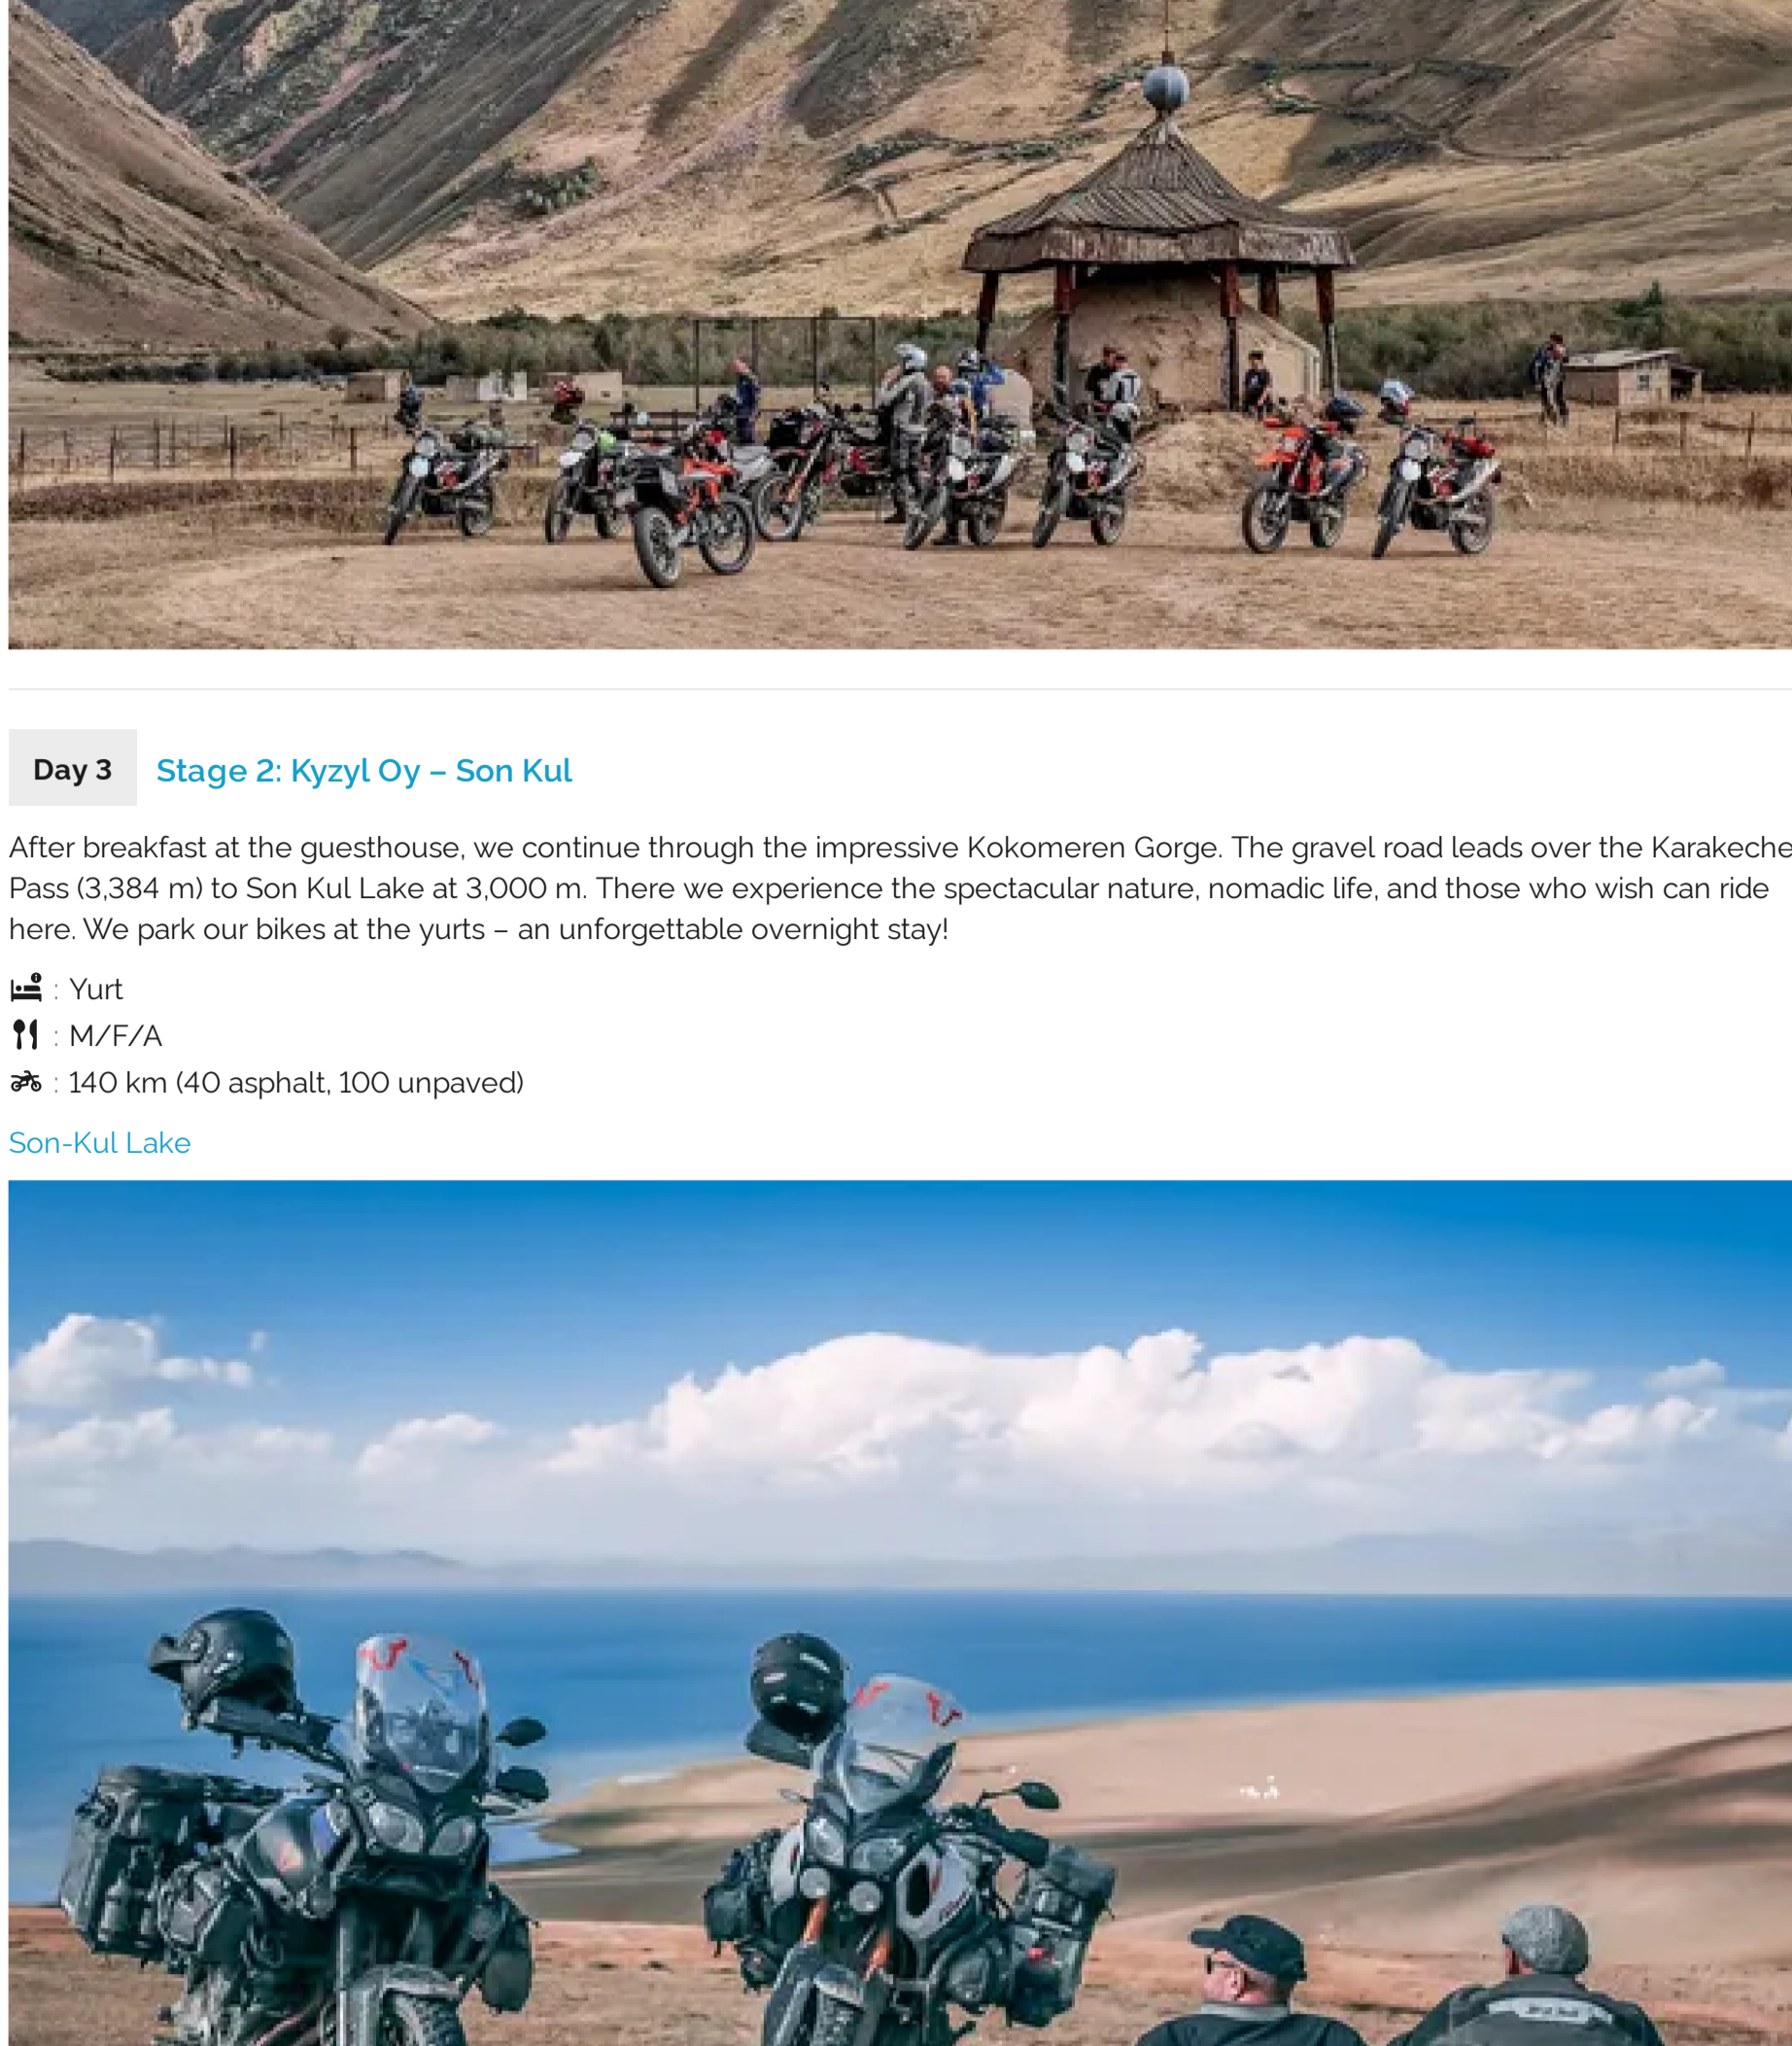 Day 3
Stage 2: Kyzyl Oy – Son Kul
After breakfast at the guesthouse, we continue through the impressive Kokomeren Gorge. The gravel road leads over the Karakeche
Pass (3,384 m) to Son Kul Lake at 3,000 m. There we experience the spectacular nature, nomadic life, and those who wish can ride
here. We park our bikes at the yurts – an unforgettable overnight stay!
: Yurt
: M/F/A
: 140 km (40 asphalt, 100 unpaved)
Son-Kul Lake